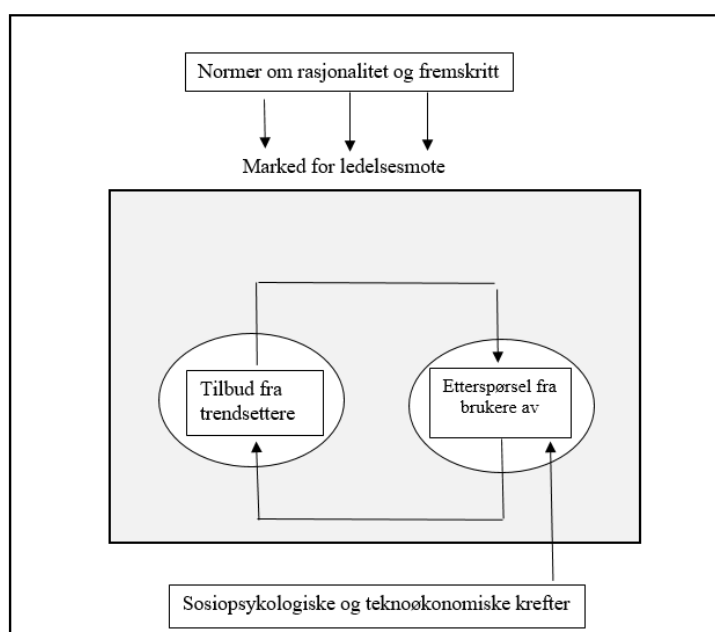 Normer om rasjonalitet og fremskritt
Marked for ledelsesmote
Tilbud fra
trendsettere
Etterspørsel fra
brukere av
Sosiopsykologiske og teknoøkonomiske krefter